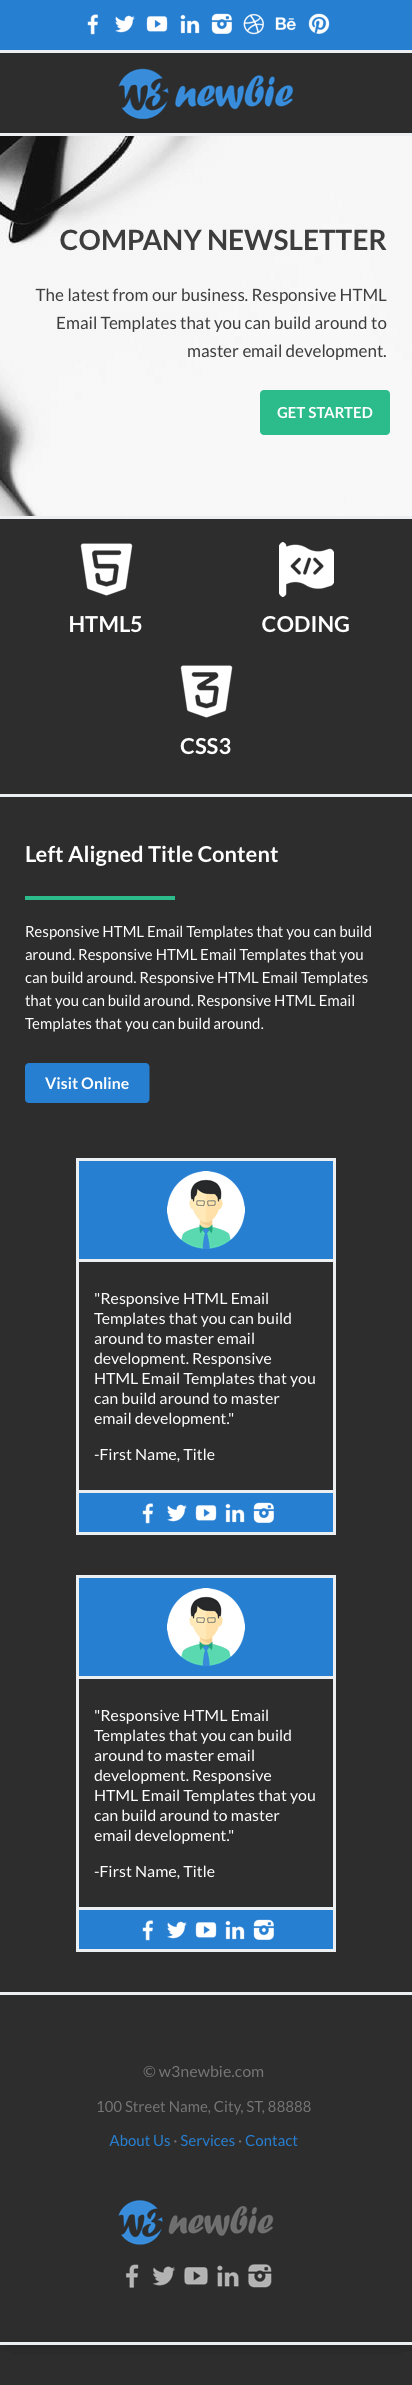 Bē
w3 newbie
COMPANY NEWSLETTER
The latest from our business. Responsive HTML
Email Templates that you can build around to
master email development.
GET STARTED
HTML5
CODING
CSS3
Left Aligned Title Content
Responsive HTML Email Templates that you can build
around. Responsive HTML Email Templates that you
can build around. Responsive HTML Email Templates
that you can build around. Responsive HTML Email
Templates that you can build around.
Visit Online
"Responsive HTML Email
Templates that you can build
around to master email
development. Responsive
HTML Email Templates that you
can build around to master
email development."
-First Name, Title
"Responsive HTML Email
Templates that you can build
around to master email
development. Responsive
HTML Email Templates that you
can build around to master
email development."
-First Name, Title
© w3newbie.com
100 Street Name, City, ST, 88888
About Us · Services · Contact
w3 newbie